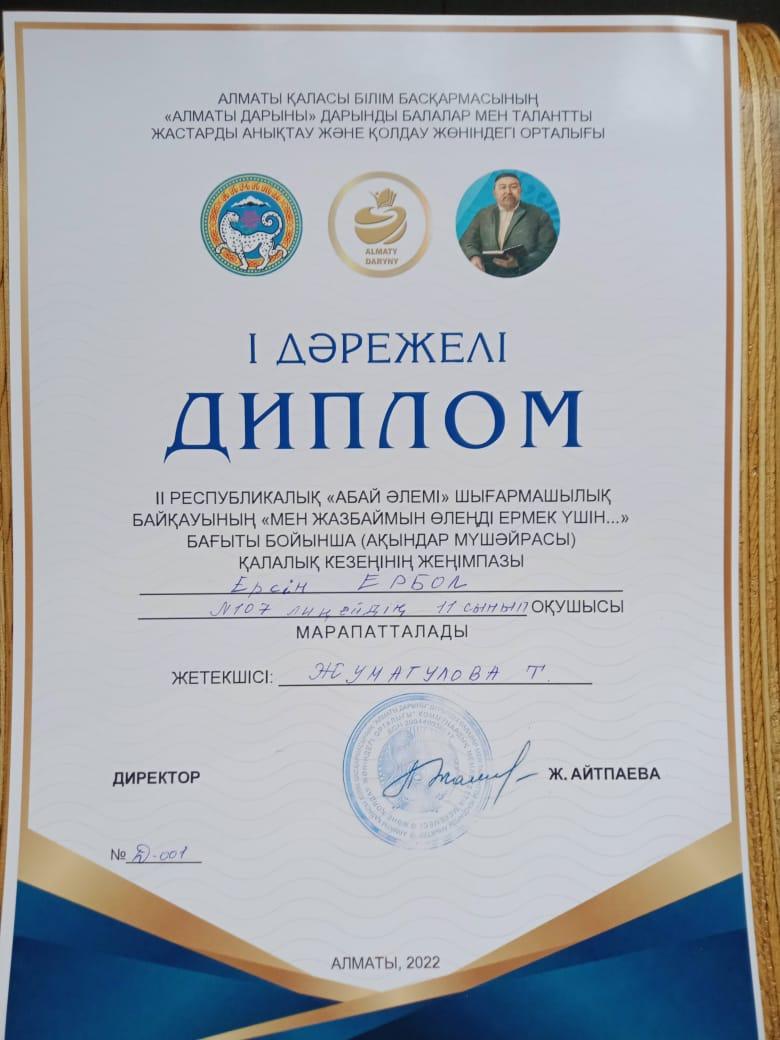 АЛМАТЫ ҚАЛАСЫ БІЛІМ БАСҚАРМАСЫНЫҢ
«АЛМАТЫ ДАРЫНЫ» ДАРЫНДЫ БАЛАЛАР МЕН ТАЛАНТТЫ
ЖАСТАРДЫ АНЫҚТАУ ЖӘНЕ ҚОЛДАУ ЖӨНІНДЕГІ ОРТАЛЫҒЫ
ALMATY
DARYNY
І ДӘРЕЖЕЛІ
ДИПЛОМ
ІІ РЕСПУБЛИКАЛЫҚ «АБАЙ ӘЛЕМІ» ШЫҒАРМАШЫЛЫҚ
БАЙҚАУЫНЫҢ «МЕН ЖАЗБАЙМЫН ӨЛЕҢДІ ЕРМЕК ҮШІН...»
БАҒЫТЫ БОЙЫНША (АҚЫНДАР МҮШӘЙРАСЫ)
ҚАЛАЛЫҚ КЕЗЕҢІНІҢ ЖЕҢІМПАЗЫ
Ерсін ЕРБОЛ
№107 лицейдің 11 сынып ОҚУШЫСЫ
МАРАПАТТАЛАДЫ
ЖЕТЕКШІСІ: ЖУМАГУЛОВА Т.
ДИРЕКТОР Ж. АЙТПАЕВА
№ Д-001
АЛМАТЫ, 2022